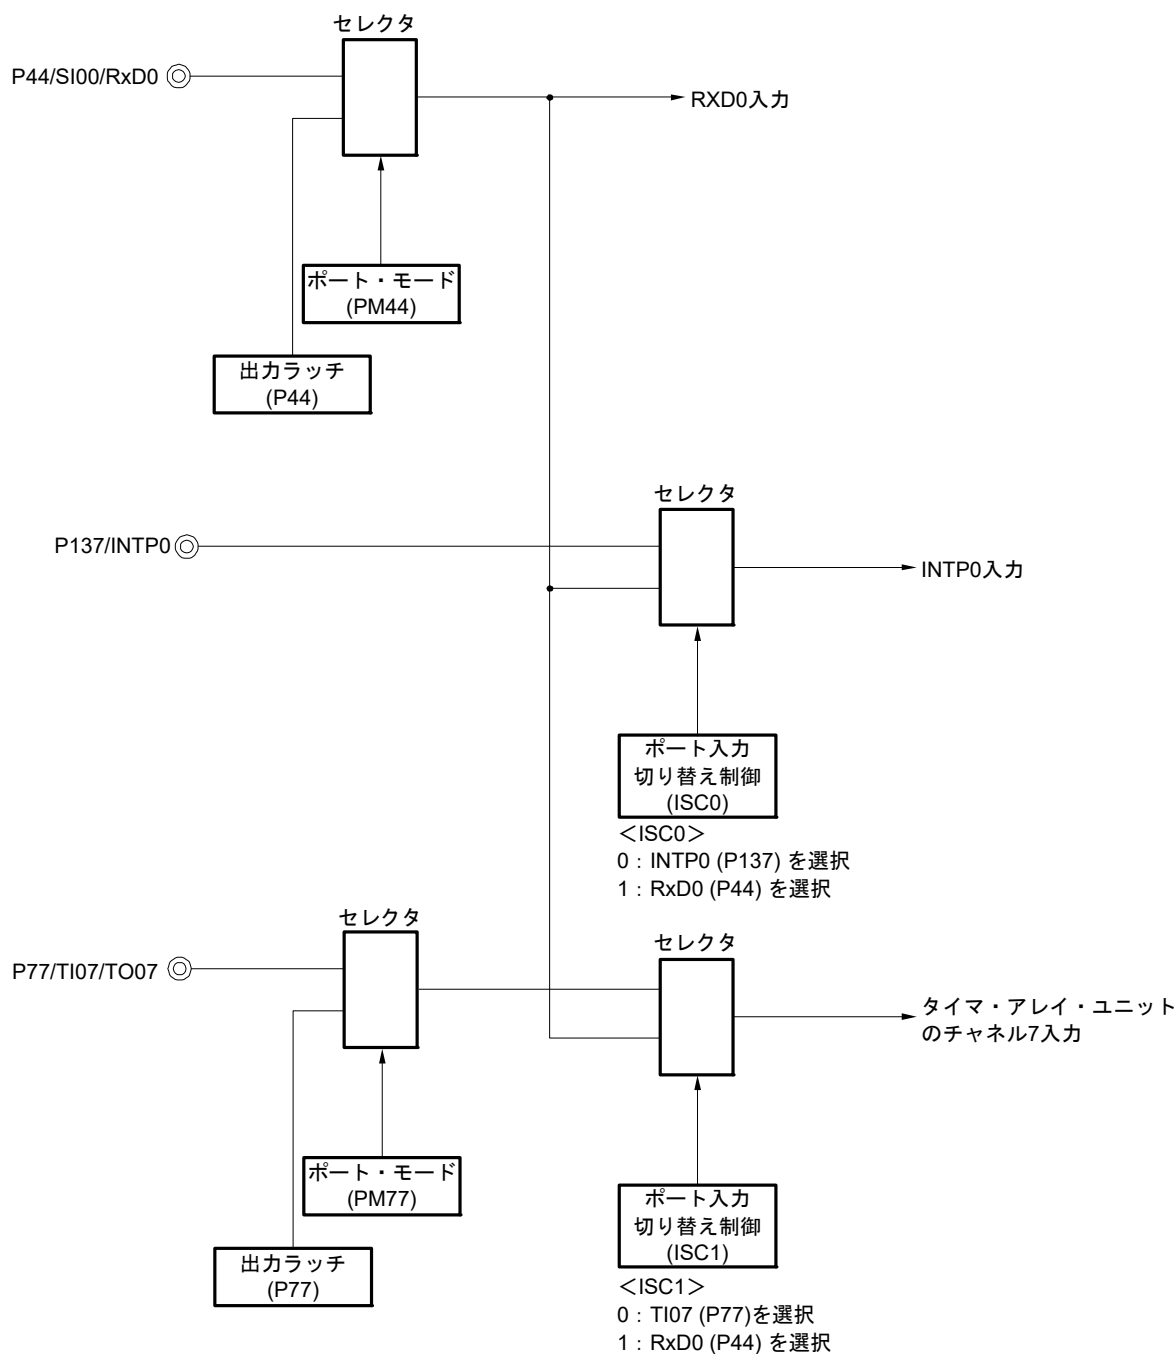 セレクタ
P44/SI00/RxD0
RXD0入力
ポート・モード
(PM44)
出力ラッチ
(P44)
セレクタ
P137/INTP0
INTP0入力
ポート入力
切り替え制御
(ISC0)
＜ISC0＞
0：INTP0 (P137) を選択
1：RxD0 (P44) を選択
セレクタ
セレクタ
P77/TI07/TO07
タイマ・アレイ・ユニット
のチャネル7入力
ポート・モード
(PM77)
出力ラッチ
(P77)
ポート入力
切り替え制御
(ISC1)
＜ISC1＞
0：TI07 (P77)を選択
1：RxD0 (P44) を選択